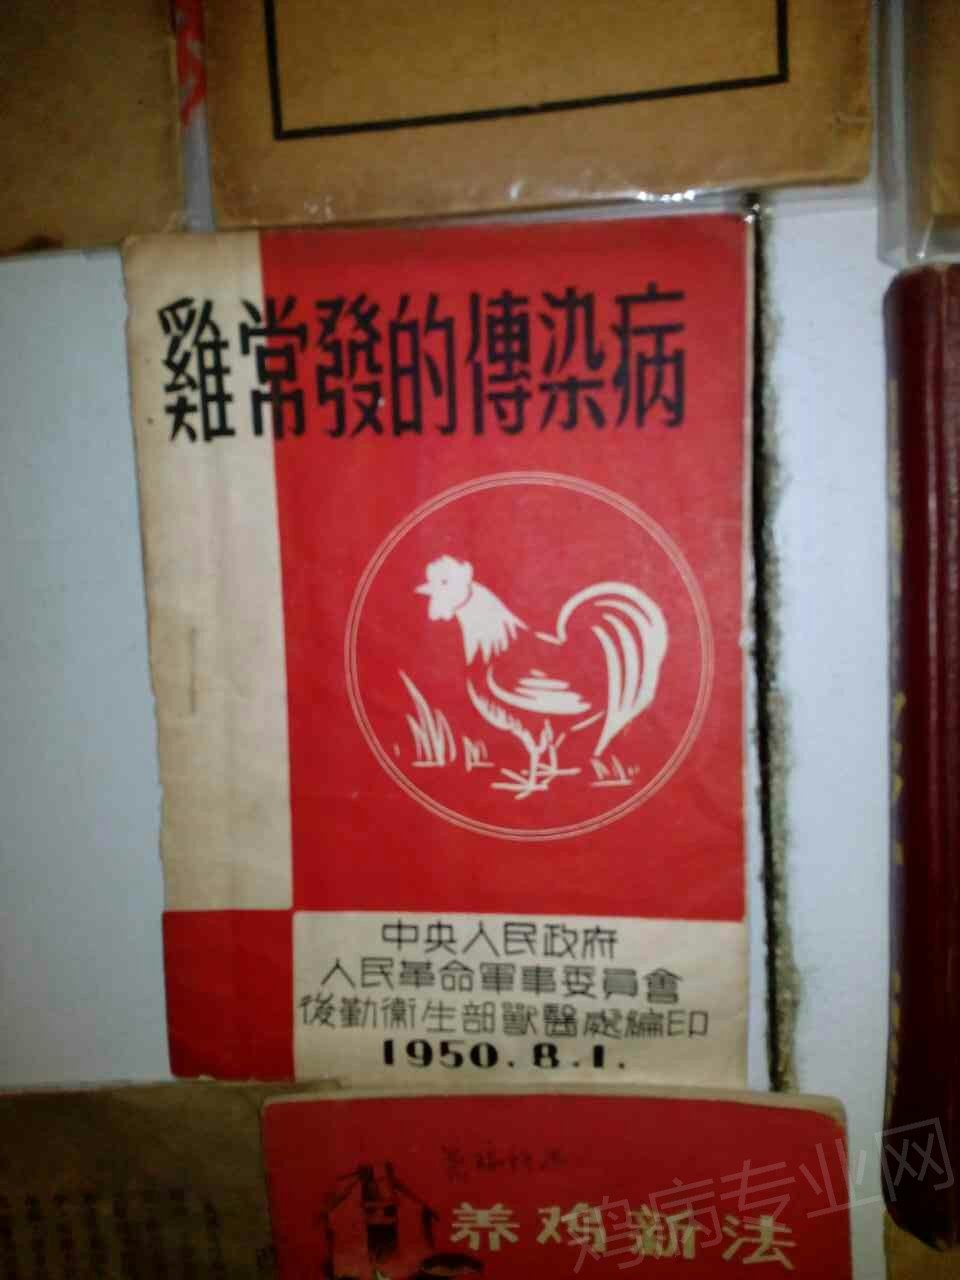 雞常發的傳染病
中央人民政府
人民革命軍事委員會
後勤衛生部獸醫處編印
1950.8.1.
养鸡新法
鸡病专业网